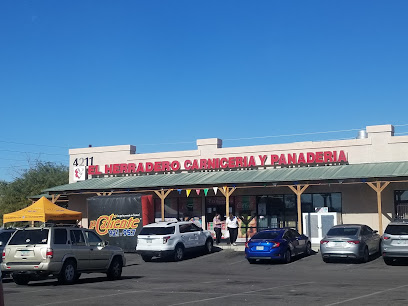 4211
EL HERRADERO CARNICERIA Y PANADERIA
Caliente